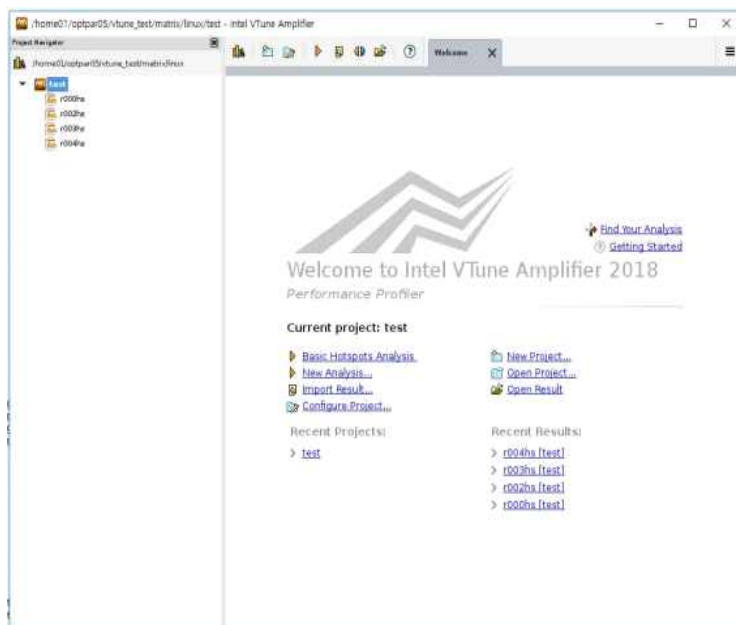 /home01/optpar05/vtune_test/matrix/linux/test - Intel VTune Amplifier
Project Navigator
/home01/optpar05/vtune_test/matrix/linux
test
r000hs
r002hs
r003hs
r004hs
Welcome
Find Your Analysis
Getting Started
Welcome to Intel VTune Amplifier 2018
Performance Profiler
Current project: test
Basic Hotspots Analysis
New Analysis...
Import Result...
Configure Project...
New Project...
Open Project...
Open Result
Recent Projects:
> test
Recent Results:
> r004hs [test]
> r003hs [test]
> r002hs [test]
> r000hs [test]